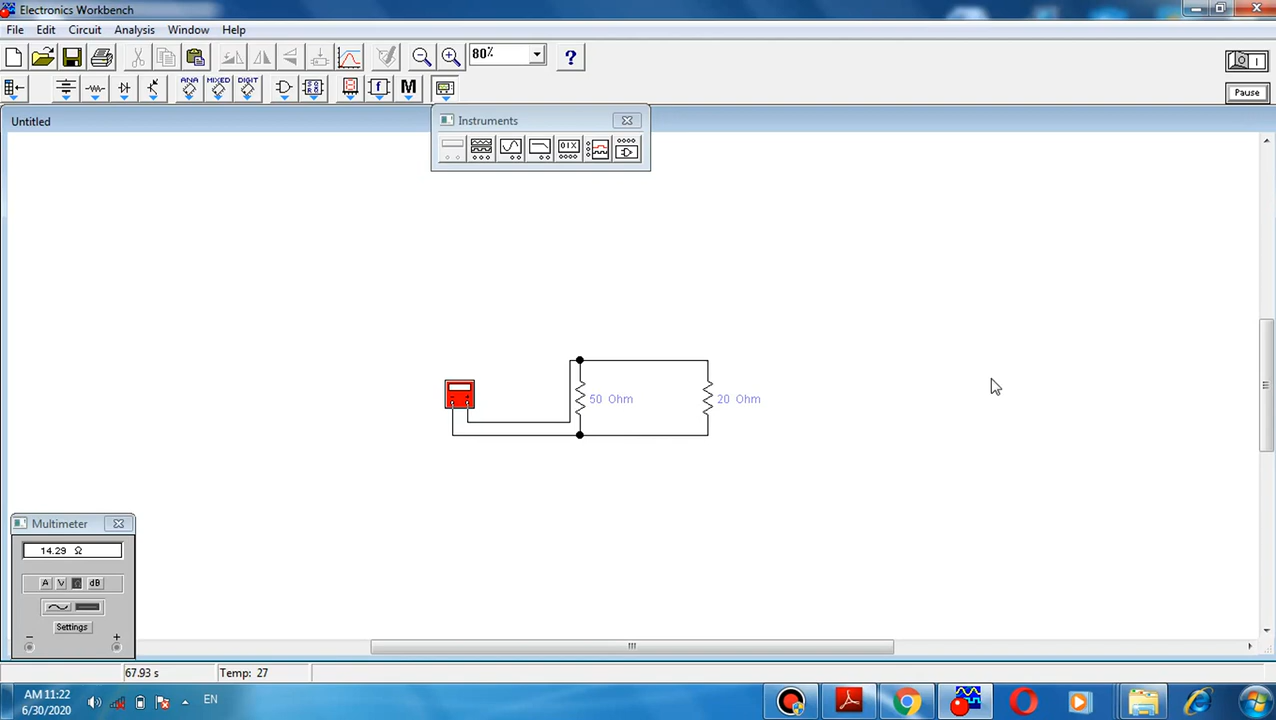 Electronics Workbench
File Edit Circuit Analysis Window Help
80% ?
ANA MIXED DIGIT f M
Pause
Untitled
Instruments
50 Ohm
20 Ohm
Multimeter
14.29 Ω
A V Ω dB
Settings
− +
67.93 s Temp: 27
AM 11:22 EN
6/30/2020